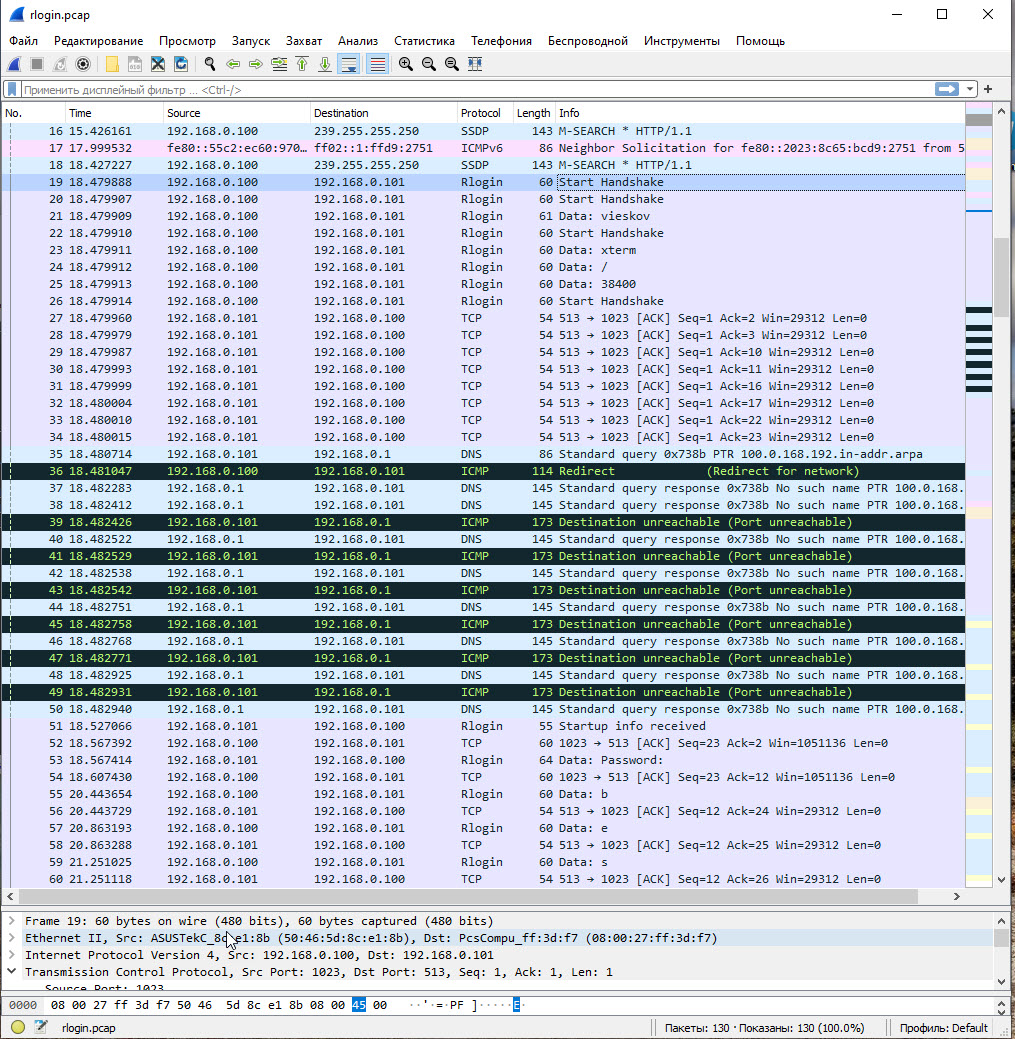 rlogin.pcap
Файл Редактирование Просмотр Запуск Захват Анализ Статистика Телефония Беспроводной Инструменты Помощь
Применить дисплейный фильтр ... <Ctrl-/>
No. Time Source Destination Protocol Length Info
16 15.426161 192.168.0.100 239.255.255.250 SSDP 143 M-SEARCH * HTTP/1.1
17 17.999532 fe80::55c2:ec60:970… ff02::1:ffd9:2751 ICMPv6 86 Neighbor Solicitation for fe80::2023:8c65:bcd9:2751 from 5
18 18.427227 192.168.0.100 239.255.255.250 SSDP 143 M-SEARCH * HTTP/1.1
19 18.479888 192.168.0.100 192.168.0.101 Rlogin 60 Start Handshake
20 18.479907 192.168.0.100 192.168.0.101 Rlogin 60 Start Handshake
21 18.479909 192.168.0.100 192.168.0.101 Rlogin 61 Data: vieskov
22 18.479910 192.168.0.100 192.168.0.101 Rlogin 60 Start Handshake
23 18.479911 192.168.0.100 192.168.0.101 Rlogin 60 Data: xterm
24 18.479912 192.168.0.100 192.168.0.101 Rlogin 60 Data: /
25 18.479913 192.168.0.100 192.168.0.101 Rlogin 60 Data: 38400
26 18.479914 192.168.0.100 192.168.0.101 Rlogin 60 Start Handshake
27 18.479960 192.168.0.101 192.168.0.100 TCP 54 513 → 1023 [ACK] Seq=1 Ack=2 Win=29312 Len=0
28 18.479979 192.168.0.101 192.168.0.100 TCP 54 513 → 1023 [ACK] Seq=1 Ack=3 Win=29312 Len=0
29 18.479987 192.168.0.101 192.168.0.100 TCP 54 513 → 1023 [ACK] Seq=1 Ack=10 Win=29312 Len=0
30 18.479993 192.168.0.101 192.168.0.100 TCP 54 513 → 1023 [ACK] Seq=1 Ack=11 Win=29312 Len=0
31 18.479999 192.168.0.101 192.168.0.100 TCP 54 513 → 1023 [ACK] Seq=1 Ack=16 Win=29312 Len=0
32 18.480004 192.168.0.101 192.168.0.100 TCP 54 513 → 1023 [ACK] Seq=1 Ack=17 Win=29312 Len=0
33 18.480010 192.168.0.101 192.168.0.100 TCP 54 513 → 1023 [ACK] Seq=1 Ack=22 Win=29312 Len=0
34 18.480015 192.168.0.101 192.168.0.100 TCP 54 513 → 1023 [ACK] Seq=1 Ack=23 Win=29312 Len=0
35 18.480714 192.168.0.101 192.168.0.1 DNS 86 Standard query 0x738b PTR 100.0.168.192.in-addr.arpa
36 18.481047 192.168.0.100 192.168.0.101 ICMP 114 Redirect (Redirect for network)
37 18.482283 192.168.0.1 192.168.0.101 DNS 145 Standard query response 0x738b No such name PTR 100.0.168.
38 18.482412 192.168.0.1 192.168.0.101 DNS 145 Standard query response 0x738b No such name PTR 100.0.168.
39 18.482426 192.168.0.101 192.168.0.1 ICMP 173 Destination unreachable (Port unreachable)
40 18.482522 192.168.0.1 192.168.0.101 DNS 145 Standard query response 0x738b No such name PTR 100.0.168.
41 18.482529 192.168.0.101 192.168.0.1 ICMP 173 Destination unreachable (Port unreachable)
42 18.482538 192.168.0.1 192.168.0.101 DNS 145 Standard query response 0x738b No such name PTR 100.0.168.
43 18.482542 192.168.0.101 192.168.0.1 ICMP 173 Destination unreachable (Port unreachable)
44 18.482751 192.168.0.1 192.168.0.101 DNS 145 Standard query response 0x738b No such name PTR 100.0.168.
45 18.482758 192.168.0.101 192.168.0.1 ICMP 173 Destination unreachable (Port unreachable)
46 18.482768 192.168.0.1 192.168.0.101 DNS 145 Standard query response 0x738b No such name PTR 100.0.168.
47 18.482771 192.168.0.101 192.168.0.1 ICMP 173 Destination unreachable (Port unreachable)
48 18.482925 192.168.0.1 192.168.0.101 DNS 145 Standard query response 0x738b No such name PTR 100.0.168.
49 18.482931 192.168.0.101 192.168.0.1 ICMP 173 Destination unreachable (Port unreachable)
50 18.482940 192.168.0.1 192.168.0.101 DNS 145 Standard query response 0x738b No such name PTR 100.0.168.
51 18.527066 192.168.0.101 192.168.0.100 Rlogin 55 Startup info received
52 18.567392 192.168.0.100 192.168.0.101 TCP 60 1023 → 513 [ACK] Seq=23 Ack=2 Win=1051136 Len=0
53 18.567414 192.168.0.101 192.168.0.100 Rlogin 64 Data: Password:
54 18.607430 192.168.0.100 192.168.0.101 TCP 60 1023 → 513 [ACK] Seq=23 Ack=12 Win=1051136 Len=0
55 20.443654 192.168.0.100 192.168.0.101 Rlogin 60 Data: b
56 20.443729 192.168.0.101 192.168.0.100 TCP 54 513 → 1023 [ACK] Seq=12 Ack=24 Win=29312 Len=0
57 20.863193 192.168.0.100 192.168.0.101 Rlogin 60 Data: e
58 20.863288 192.168.0.101 192.168.0.100 TCP 54 513 → 1023 [ACK] Seq=12 Ack=25 Win=29312 Len=0
59 21.251025 192.168.0.100 192.168.0.101 Rlogin 60 Data: s
60 21.251118 192.168.0.101 192.168.0.100 TCP 54 513 → 1023 [ACK] Seq=12 Ack=26 Win=29312 Len=0
Frame 19: 60 bytes on wire (480 bits), 60 bytes captured (480 bits)
Ethernet II, Src: ASUSTekC_8c:e1:8b (50:46:5d:8c:e1:8b), Dst: PcsCompu_ff:3d:f7 (08:00:27:ff:3d:f7)
Internet Protocol Version 4, Src: 192.168.0.100, Dst: 192.168.0.101
Transmission Control Protocol, Src Port: 1023, Dst Port: 513, Seq: 1, Ack: 1, Len: 1
Source Port: 1023
0000 08 00 27 ff 3d f7 50 46 5d 8c e1 8b 08 00 45 00 ··'·=·PF ]·····E·
rlogin.pcap Пакеты: 130 · Показаны: 130 (100.0%) Профиль: Default